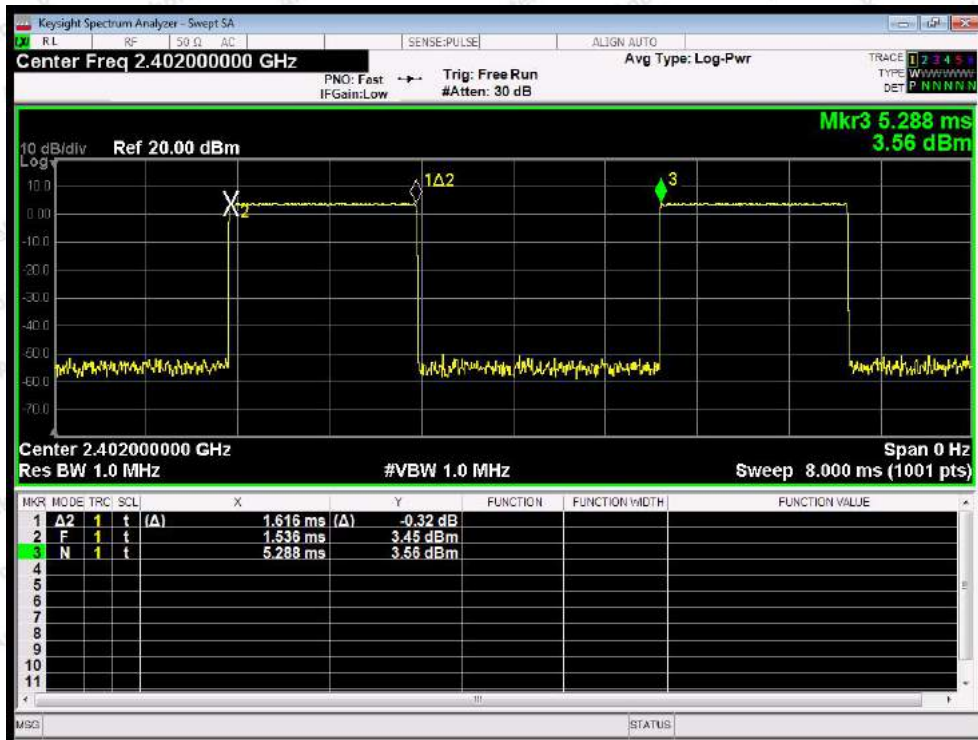 Keysight Spectrum Analyzer - Swept SA
RL RF 50 Ω AC SENSE:PULSE ALIGN AUTO
Center Freq 2.402000000 GHz
Avg Type: Log-Pwr
TRACE 1 2 3 4 5 6
PNO: Fast
Trig: Free Run
TYPE
IFGain:Low
#Atten: 30 dB
DET P N N N N N
Mkr3 5.288 ms
3.56 dBm
10 dB/div
Ref 20.00 dBm
Log
10.0
0.00
-10.0
-20.0
-30.0
-40.0
-50.0
-60.0
-70.0
2
1Δ2
3
Center 2.402000000 GHz
Span 0 Hz
Res BW 1.0 MHz
#VBW 1.0 MHz
Sweep 8.000 ms (1001 pts)
MKR MODE TRC SCL X Y FUNCTION FUNCTION WIDTH FUNCTION VALUE
1 Δ2 1 t (Δ) 1.616 ms (Δ) -0.32 dB
2 F 1 t 1.536 ms 3.45 dBm
3 N 1 t 5.288 ms 3.56 dBm
4
5
6
7
8
9
10
11
MSG
STATUS